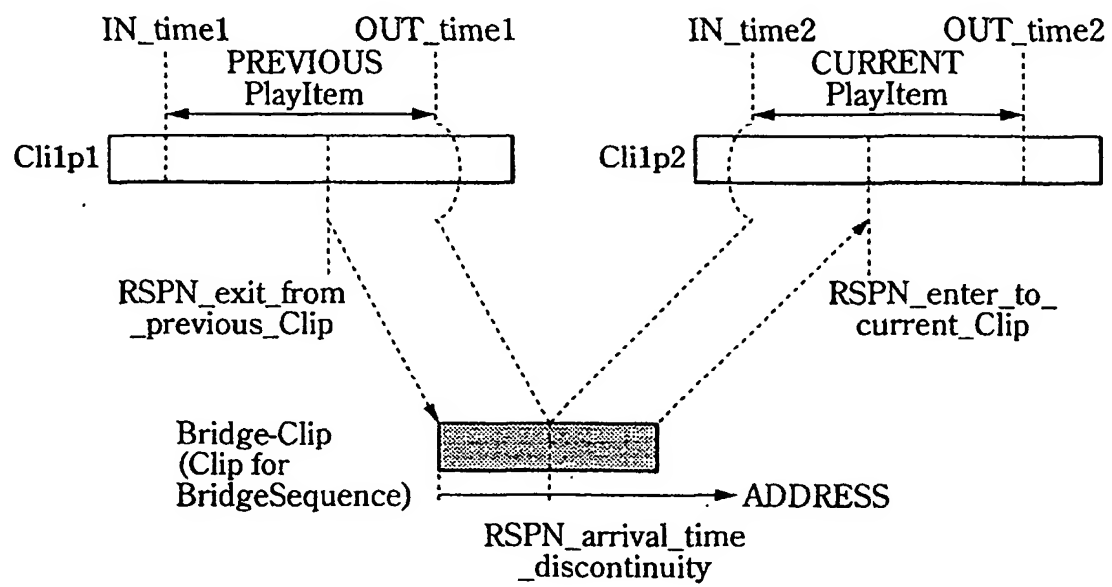 IN_time1
OUT_time1
IN_time2
OUT_time2
PREVIOUS
PlayItem
CURRENT
PlayItem
Cli1p1
Cli1p2
RSPN_exit_from
_previous_Clip
RSPN_enter_to_
current_Clip
Bridge-Clip
(Clip for
BridgeSequence)
ADDRESS
RSPN_arrival_time
_discontinuity